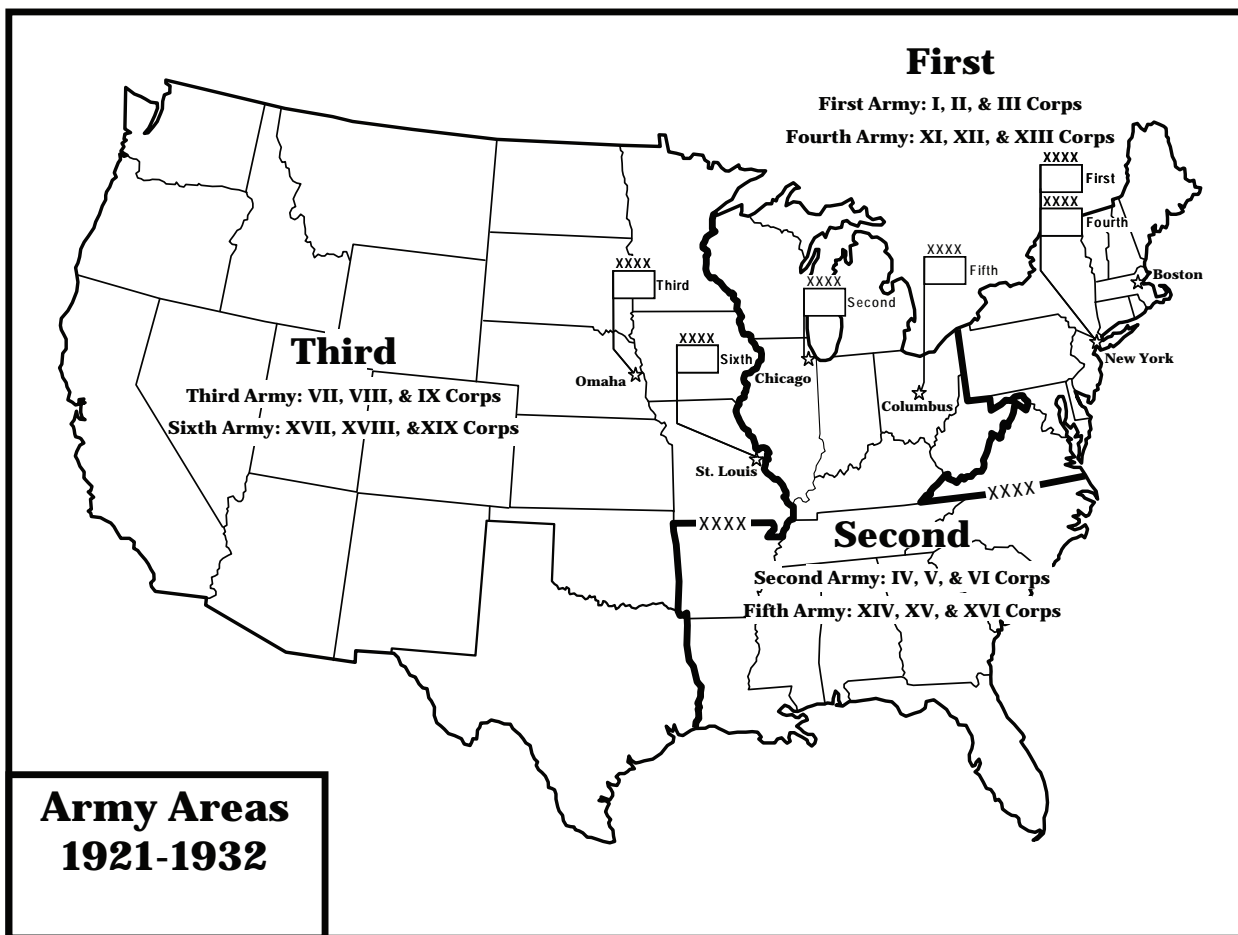 First
First Army: I, II, & III Corps
Fourth Army: XI, XII, & XIII Corps
XXXX
First
XXXX
Fourth
XXXX
Fifth
Boston
XXXX
Third
XXXX
Second
XXXX
Sixth
New York
Third
Omaha
Chicago
Columbus
Third Army: VII, VIII, & IX Corps
Sixth Army: XVII, XVIII, &XIX Corps
St. Louis
XXXX
XXXX
Second
Second Army: IV, V, & VI Corps
Fifth Army: XIV, XV, & XVI Corps
Army Areas
1921-1932